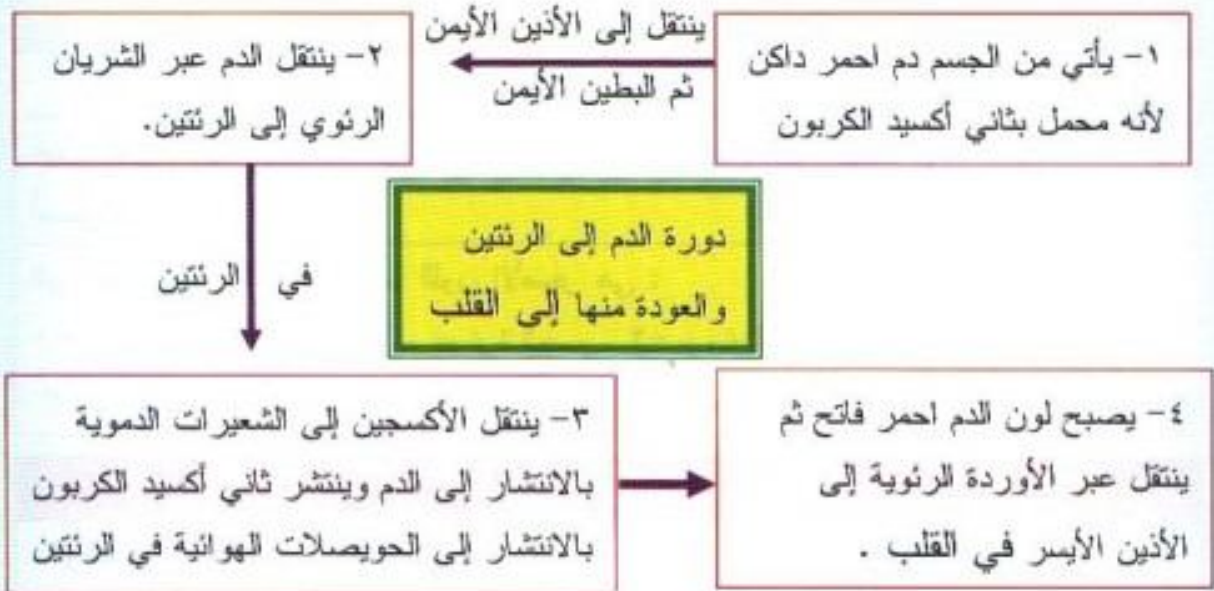 ١- يأتي من الجسم دم احمر داكن
لأنه محمل بثاني أكسيد الكربون
ينتقل إلى الأذين الأيمن
ثم البطين الأيمن
٢- ينتقل الدم عبر الشريان
الرئوي إلى الرئتين.
دورة الدم إلى الرئتين
والعودة منها إلى القلب
في الرئتين
٣- ينتقل الأكسجين إلى الشعيرات الدموية
بالانتشار إلى الدم وينتشر ثاني أكسيد الكربون
بالانتشار إلى الحويصلات الهوائية في الرئتين
٤- يصبح لون الدم احمر فاتح ثم
ينتقل عبر الأوردة الرئوية إلى
الأذين الأيسر في القلب .